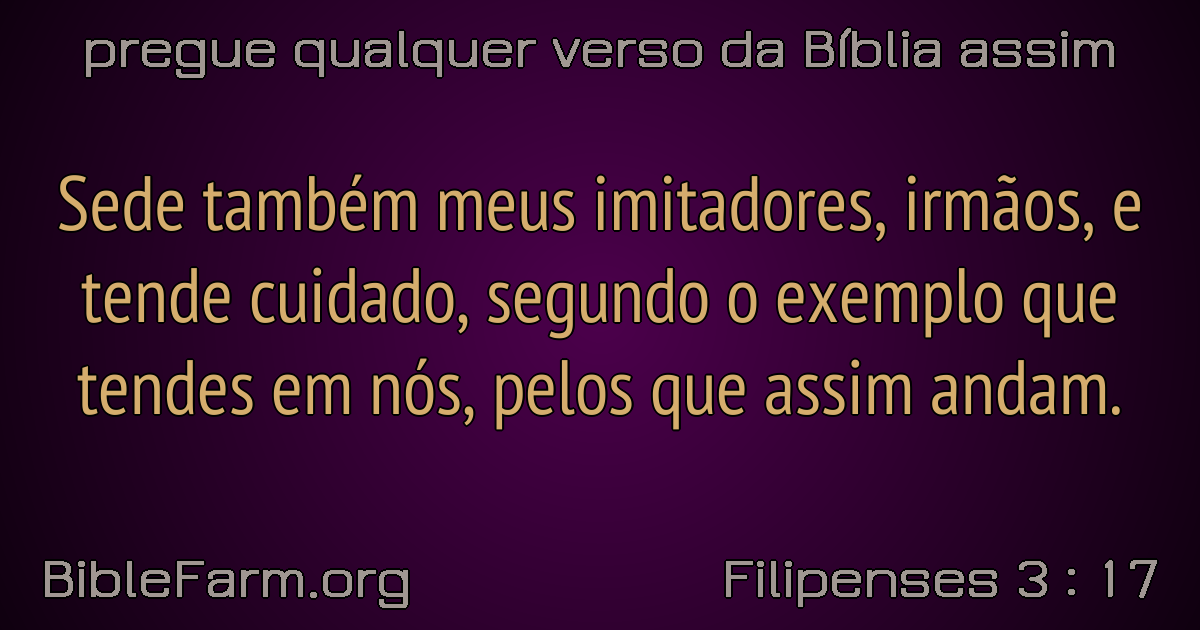 pregue qualquer verso da Bíblia assim
Sede também meus imitadores, irmãos, e
tende cuidado, segundo o exemplo que
tendes em nós, pelos que assim andam.
BibleFarm.org
Filipenses 3 : 17